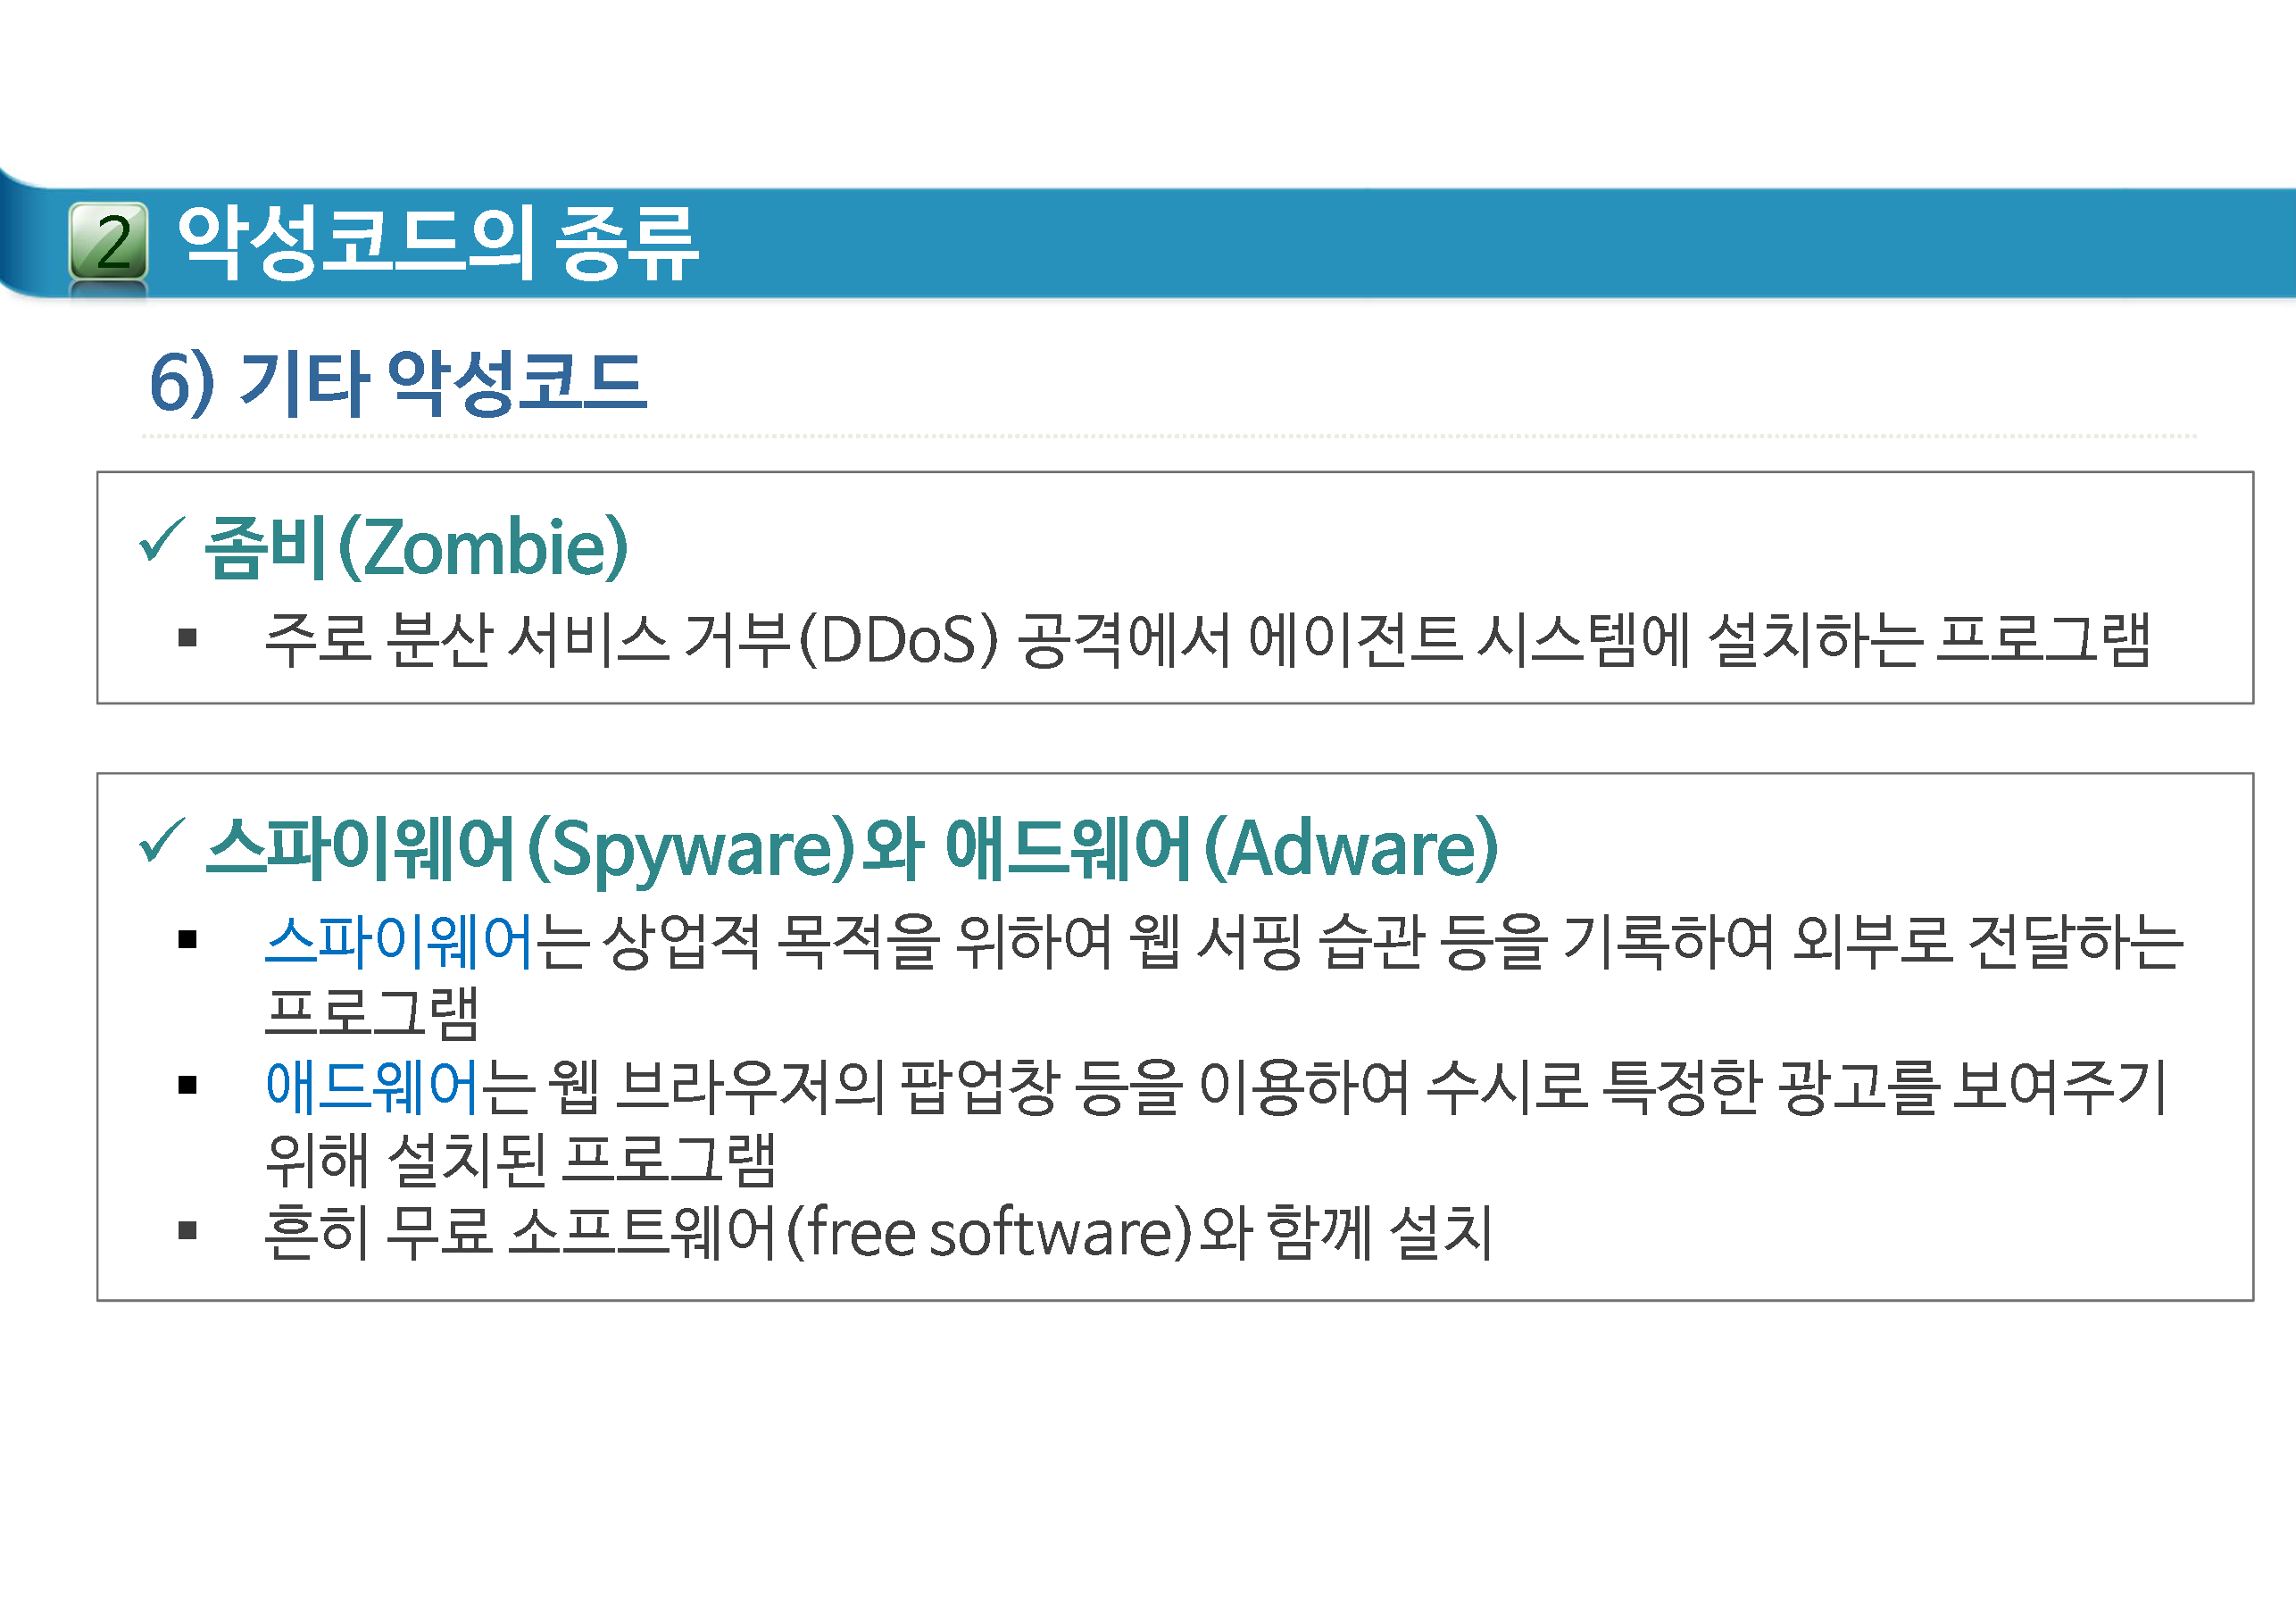 2 악성코드의 종류
6) 기타 악성코드
✓ 좀비(Zombie)
▪ 주로 분산 서비스 거부(DDoS) 공격에서 에이전트 시스템에 설치하는 프로그램
✓ 스파이웨어(Spyware)와 애드웨어(Adware)
▪ 스파이웨어는 상업적 목적을 위하여 웹 서핑 습관 등을 기록하여 외부로 전달하는
프로그램
▪ 애드웨어는 웹 브라우저의 팝업창 등을 이용하여 수시로 특정한 광고를 보여주기
위해 설치된 프로그램
▪ 흔히 무료 소프트웨어(free software)와 함께 설치